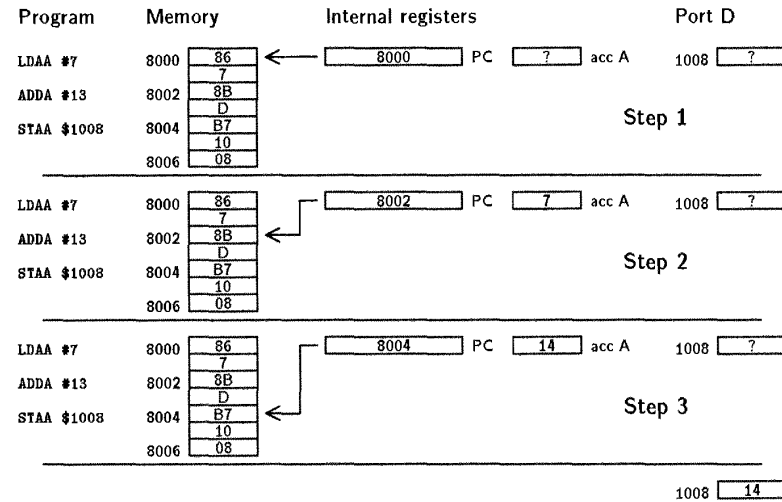 Program Memory Internal registers Port D
LDAA #7 8000 86 8000 PC ? acc A 1008 ?
7
ADDA #13 8002 8B
D
STAA $1008 8004 B7 Step 1
10
8006 08
LDAA #7 8000 86 8002 PC 7 acc A 1008 ?
7
ADDA #13 8002 8B
D
STAA $1008 8004 B7 Step 2
10
8006 08
LDAA #7 8000 86 8004 PC 14 acc A 1008 ?
7
ADDA #13 8002 8B
D
STAA $1008 8004 B7 Step 3
10
8006 08
1008 14